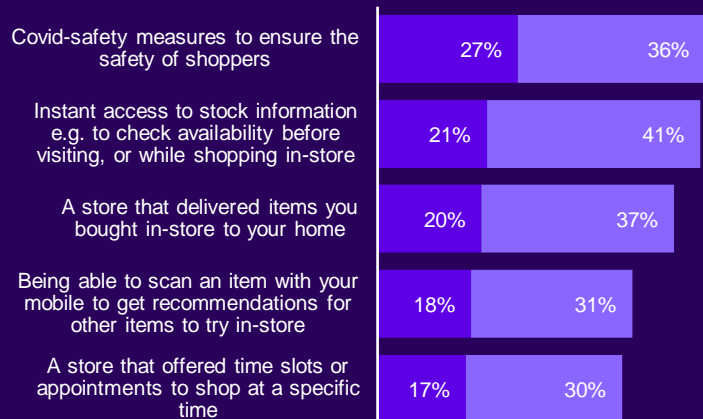 Covid-safety measures to ensure the
safety of shoppers
27% 36%
Instant access to stock information
e.g. to check availability before
visiting, or while shopping in-store
21% 41%
A store that delivered items you
bought in-store to your home
20% 37%
Being able to scan an item with your
mobile to get recommendations for
other items to try in-store
18% 31%
A store that offered time slots or
appointments to shop at a specific
time
17% 30%